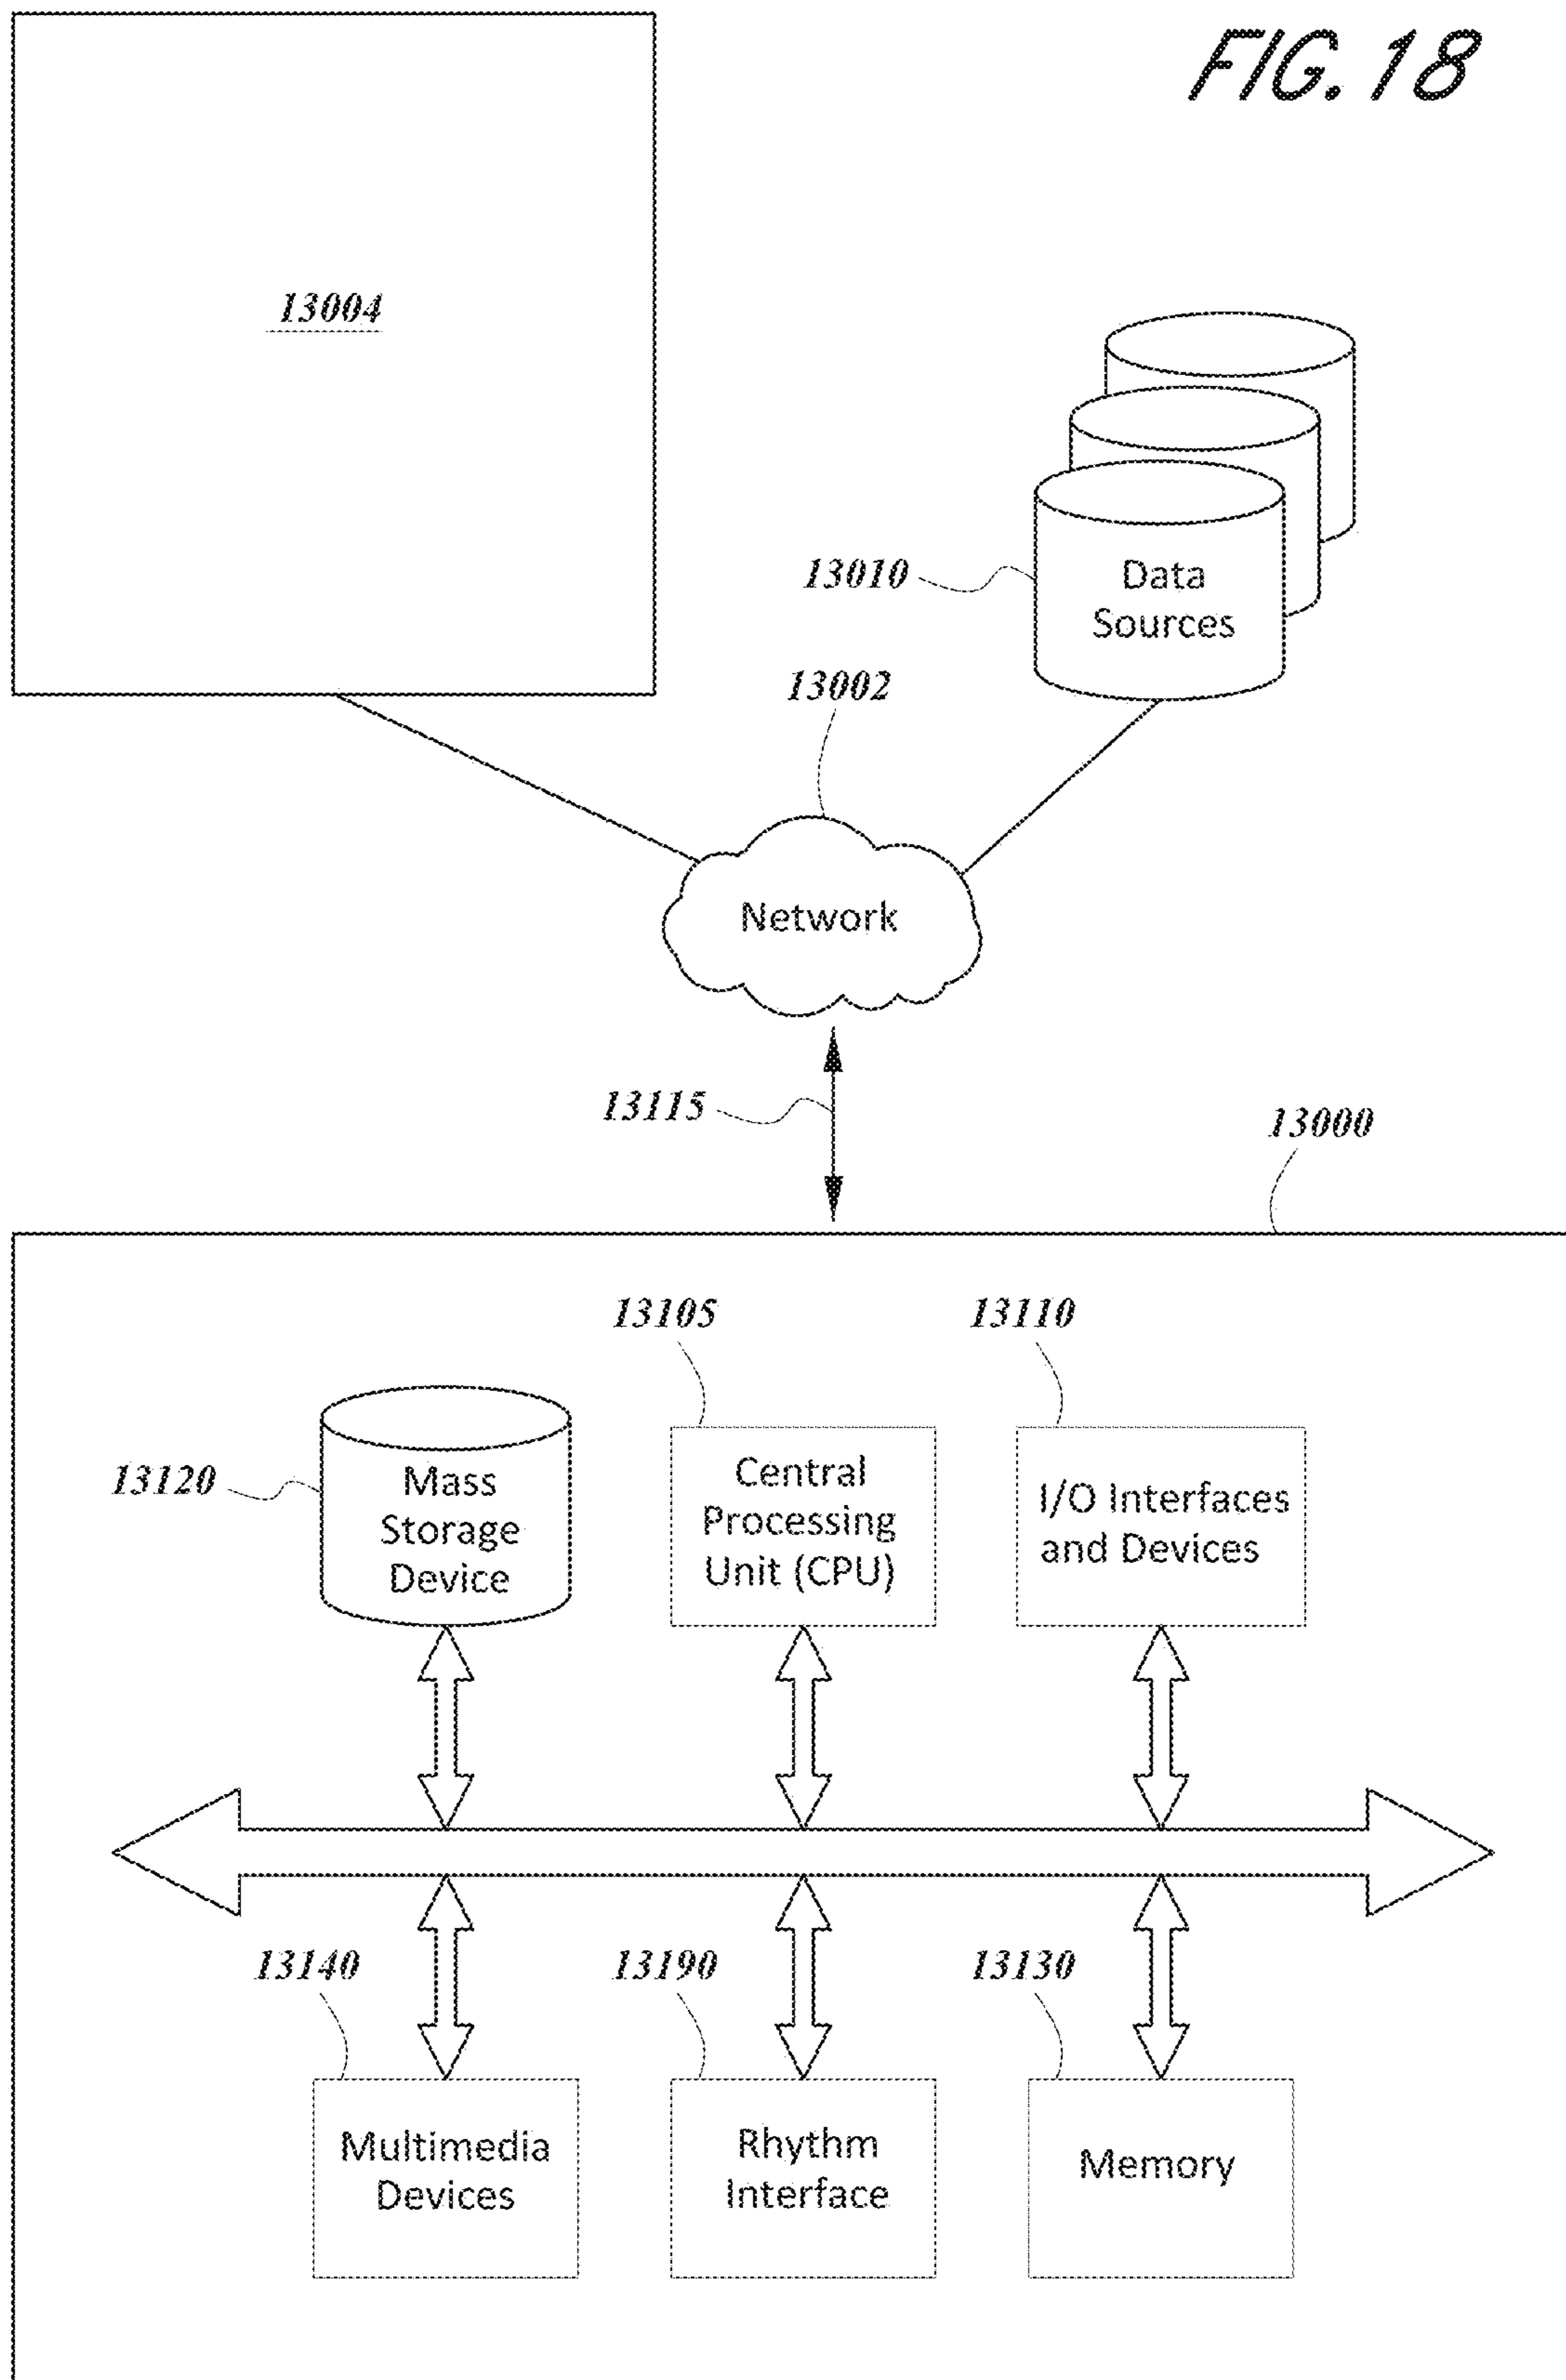 FIG. 18
13004
13010
Data
Sources
13002
Network
13115
13000
13105
13110
13120
Mass
Storage
Device
Central
Processing
Unit (CPU)
I/O Interfaces
and Devices
13140
13190
13130
Multimedia
Devices
Rhythm
Interface
Memory